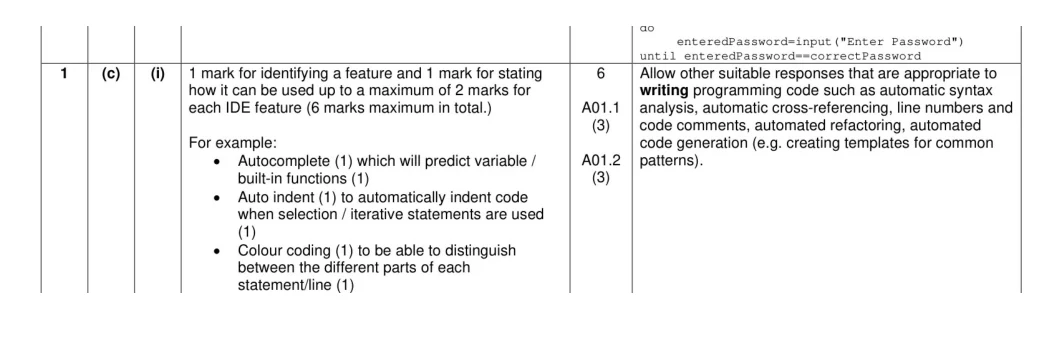 do
enteredPassword=input("Enter Password")
until enteredPassword==correctPassword
1 (c) (i) 1 mark for identifying a feature and 1 mark for stating
how it can be used up to a maximum of 2 marks for
each IDE feature (6 marks maximum in total.)
For example:
• Autocomplete (1) which will predict variable /
built-in functions (1)
• Auto indent (1) to automatically indent code
when selection / iterative statements are used
(1)
• Colour coding (1) to be able to distinguish
between the different parts of each
statement/line (1)
6
A01.1
(3)
A01.2
(3)
Allow other suitable responses that are appropriate to
writing programming code such as automatic syntax
analysis, automatic cross-referencing, line numbers and
code comments, automated refactoring, automated
code generation (e.g. creating templates for common
patterns).